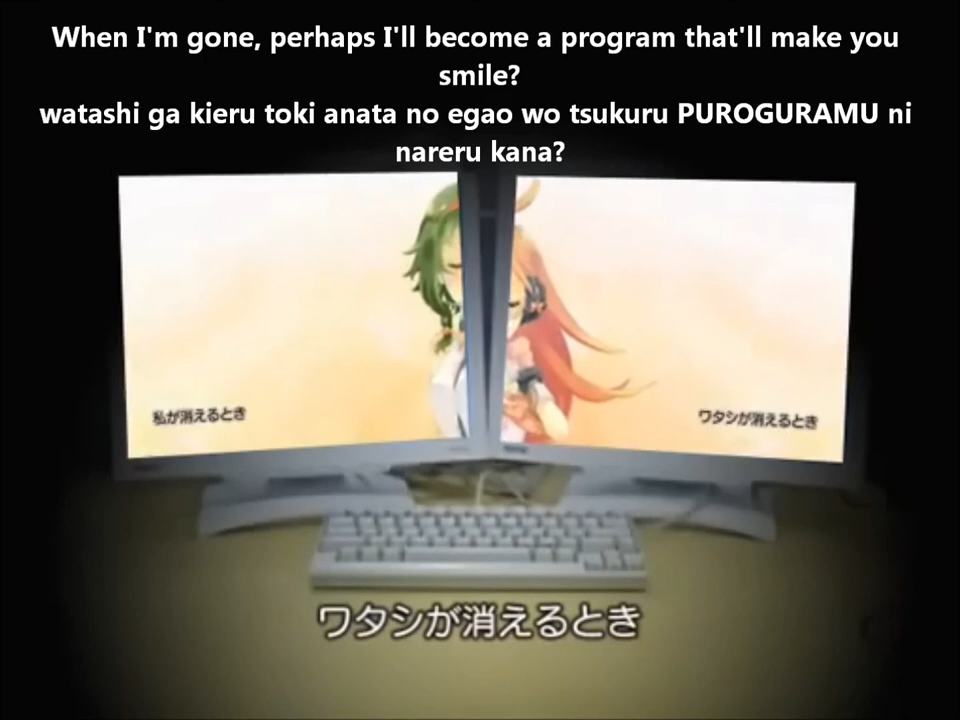 When I'm gone, perhaps I'll become a program that'll make you
smile?
watashi ga kieru toki anata no egao wo tsukuru PUROGURAMU ni
nareru kana?
私が消えるとき
ワタシが消えるとき
ワタシが消えるとき